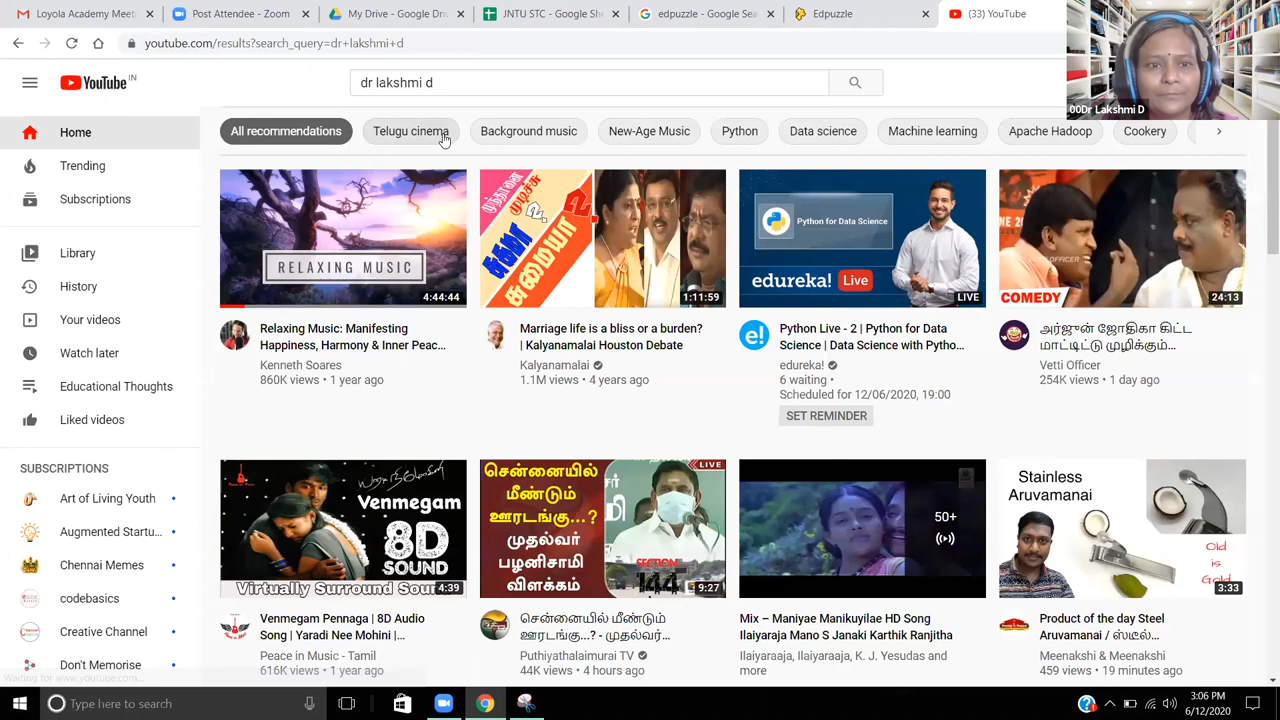 Loyola Academy Meeti
Post Attendee - Zoom
My Drive - Google Dri
JNTU STC - Google Sh
edpuzzle - Google Sea
Edpuzzle
(33) YouTube
youtube.com/results?search_query=dr+lakshmi+d
YouTube IN
dr lakshmi d
00Dr Lakshmi D
Home
Trending
Subscriptions
Library
History
Your videos
Watch later
Educational Thoughts
Liked videos
SUBSCRIPTIONS
Art of Living Youth
Augmented Startu...
Chennai Memes
codebasics
Creative Channel
Don't Memorise
Waiting for www.youtube.com...
All recommendations
Telugu cinema
Background music
New-Age Music
Python
Data science
Machine learning
Apache Hadoop
Cookery
RELAXING MUSIC
4:44:44
Relaxing Music: Manifesting
Happiness, Harmony & Inner Peac...
Kenneth Soares
860K views • 1 year ago
முந்தானை
முடிச்சு
வ.
சுகமா
சுமையா
1:11:59
Marriage life is a bliss or a burden?
| Kalyanamalai Houston Debate
Kalyanamalai
1.1M views • 4 years ago
Python for Data Science
edureka! Live
LIVE
Python Live - 2 | Python for Data
Science | Data Science with Pytho...
edureka!
6 waiting •
Scheduled for 12/06/2020, 19:00
SET REMINDER
COMEDY
24:13
அர்ஜுன் ஜோதிகா கிட்ட
மாட்டிட்டு முழிக்கும்...
Vetti Officer
254K views • 1 day ago
Venmegam
8D
SOUND
Virtually Surround Sound
4:39
Venmegam Pennaga | 8D Audio
Song | Yaradi Nee Mohini |...
Peace in Music - Tamil
616K views • 1 year ago
சென்னையில்
மீண்டும்
ஊரடங்கு...?
முதல்வர்
பழனிசாமி
விளக்கம்
LIVE
SECTION
144
9:27
சென்னையில் மீண்டும்
ஊரடங்கு...? - முதல்வர்...
Puthiyathalaimurai TV
44K views • 4 hours ago
50+
Mix – Maniyae Manikuyilae HD Song
Ilaiyaraja Mano S Janaki Karthik Ranjitha
Ilaiyaraaja, Ilaiyaraaja, K. J. Yesudas and
more
Stainless
Aruvamanai
Old
is
Gold
3:33
Product of the day Steel
Aruvamanai / ஸ்டீல்...
Meenakshi & Meenakshi
459 views • 19 minutes ago
Type here to search
3:06 PM
6/12/2020